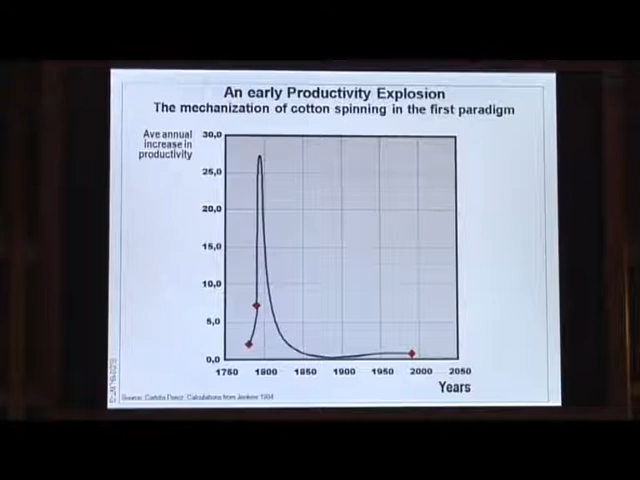 An early Productivity Explosion
The mechanization of cotton spinning in the first paradigm
Ave annual
increase in
productivity
30,0
25,0
20,0
15,0
10,0
5,0
0,0
1750 1800 1850 1900 1950 2000 2050
Years
Source: Carlota Perez, Calculations from Jenkins 1994